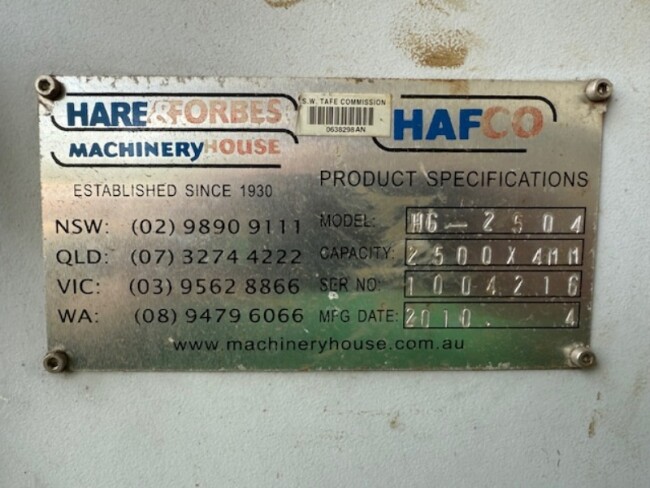 HARE&FORBES
MACHINERYHOUSE
S.W. TAFE COMMISSION
0638298AN
HAFCO
ESTABLISHED SINCE 1930
NSW: (02) 9890 9111
QLD: (07) 3274 4222
VIC: (03) 9562 8866
WA: (08) 9479 6066
PRODUCT SPECIFICATIONS
MODEL: HG-2504
CAPACITY: 2500X4MM
SER NO: 1004216
MFG DATE: 2010. 4
www.machineryhouse.com.au